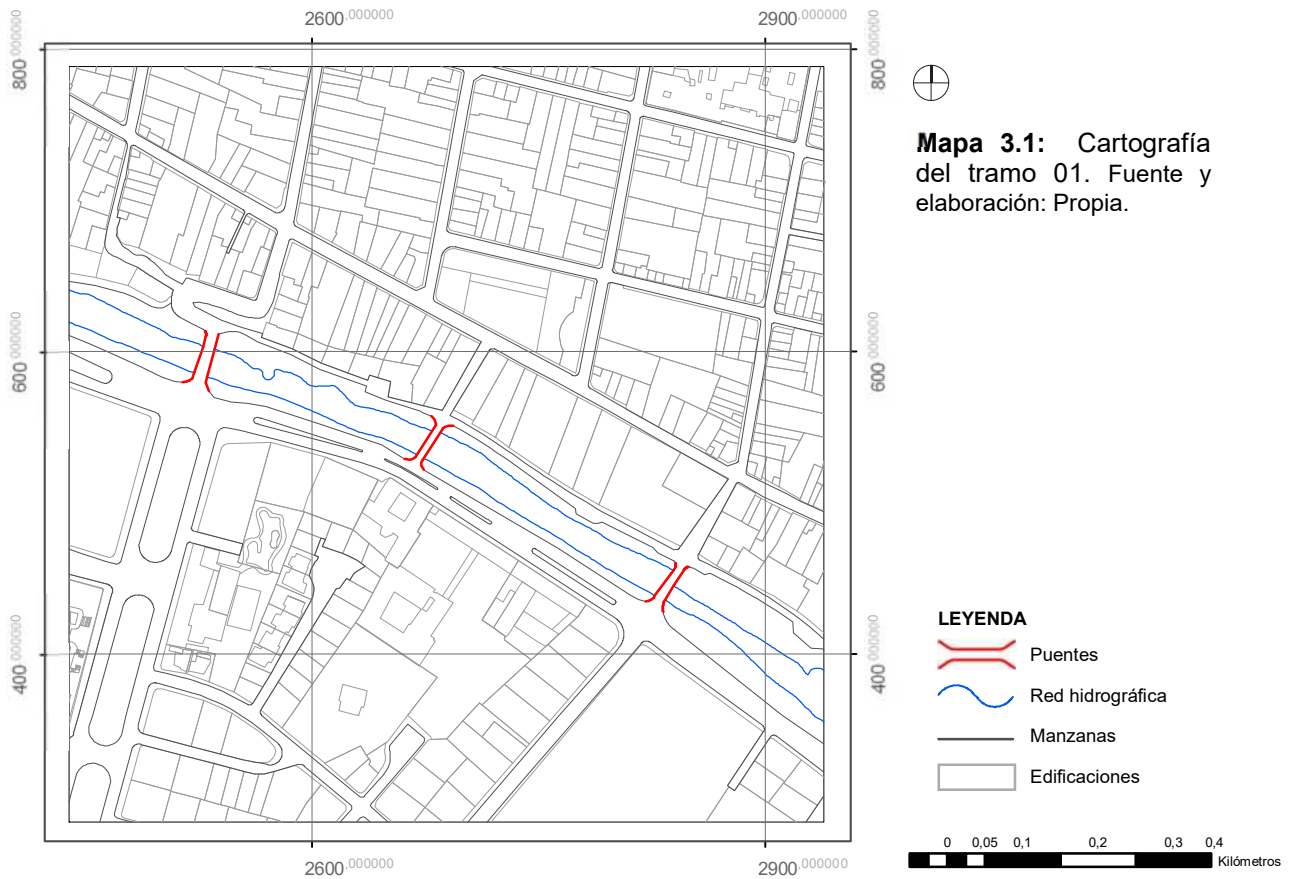 2600,000000
2900,000000
800,000000
800,000000
Mapa 3.1: Cartografía
del tramo 01. Fuente y
elaboración: Propia.
600,000000
600,000000
400,000000
400,000000
LEYENDA
Puentes
Red hidrográfica
Manzanas
Edificaciones
0 0,05 0,1 0,2 0,3 0,4
Kilómetros
2600,000000
2900,000000